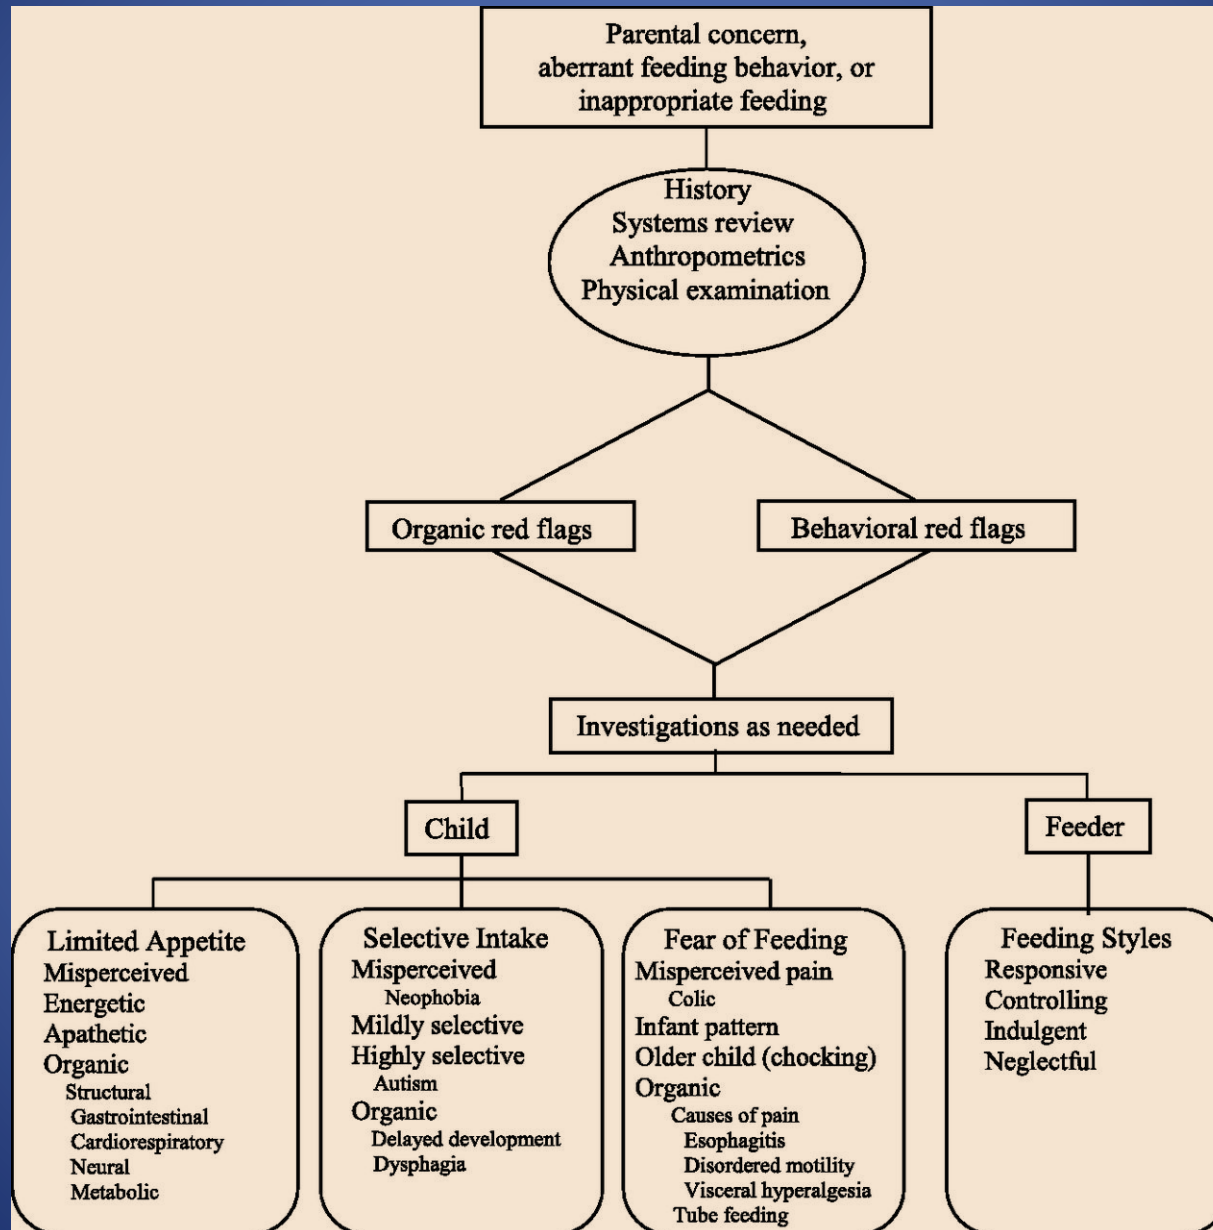 Parental concern,
aberrant feeding behavior, or
inappropriate feeding
History
Systems review
Anthropometrics
Physical examination
Organic red flags
Behavioral red flags
Investigations as needed
Child
Feeder
Limited Appetite
Misperceived
Energetic
Apathetic
Organic
Structural
Gastrointestinal
Cardiorespiratory
Neural
Metabolic
Selective Intake
Misperceived
Neophobia
Mildly selective
Highly selective
Autism
Organic
Delayed development
Dysphagia
Fear of Feeding
Misperceived pain
Colic
Infant pattern
Older child (chocking)
Organic
Causes of pain
Esophagitis
Disordered motility
Visceral hyperalgesia
Tube feeding
Feeding Styles
Responsive
Controlling
Indulgent
Neglectful